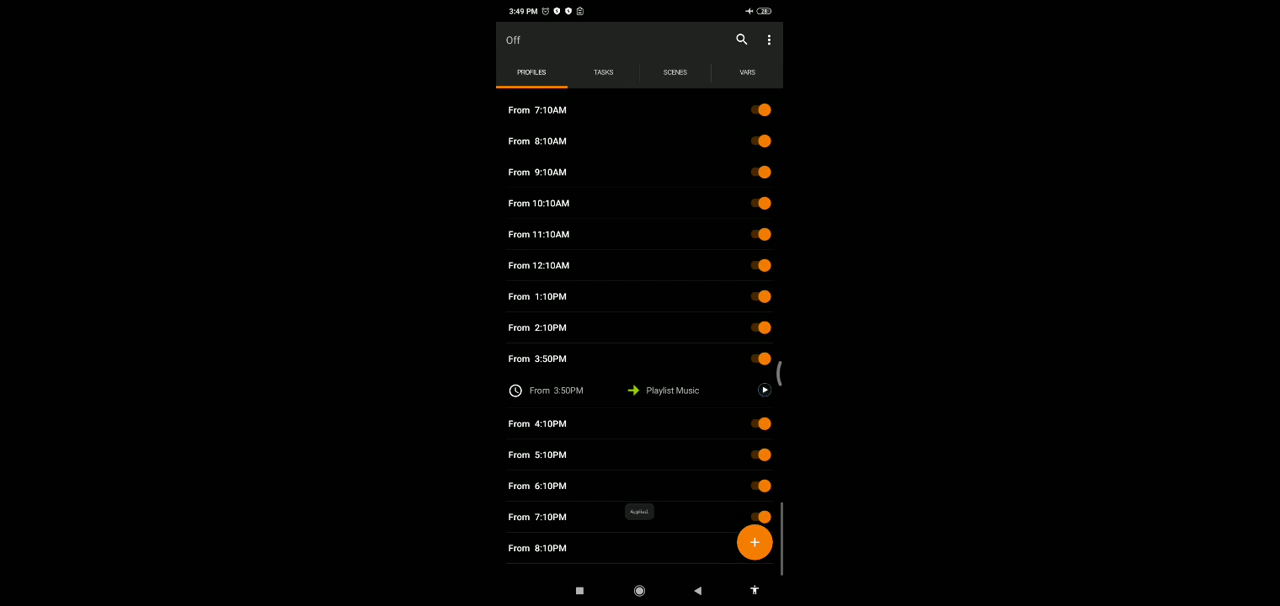 3:49 PM
28
Off
PROFILES TASKS SCENES VARS
From 7:10AM
From 8:10AM
From 9:10AM
From 10:10AM
From 11:10AM
From 12:10AM
From 1:10PM
From 2:10PM
From 3:50PM
From 3:50PM Playlist Music
From 4:10PM
From 5:10PM
From 6:10PM
From 7:10PM
From 8:10PM